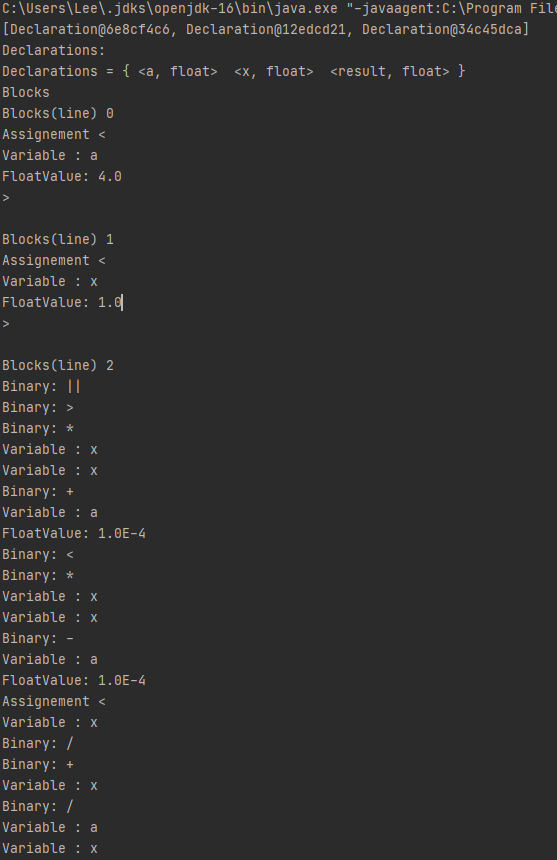 C:\Users\Lee\.jdks\openjdk-16\bin\java.exe "-javaagent:C:\Program File
[Declaration@6e8cf4c6, Declaration@12edcd21, Declaration@34c45dca]
Declarations:
Declarations = { <a, float>  <x, float>  <result, float> }
Blocks
Blocks(line) 0
Assignement <
Variable : a
FloatValue: 4.0
>
Blocks(line) 1
Assignement <
Variable : x
FloatValue: 1.0
>
Blocks(line) 2
Binary: ||
Binary: >
Binary: *
Variable : x
Variable : x
Binary: +
Variable : a
FloatValue: 1.0E-4
Binary: <
Binary: *
Variable : x
Variable : x
Binary: -
Variable : a
FloatValue: 1.0E-4
Assignement <
Variable : x
Binary: /
Binary: +
Variable : x
Binary: /
Variable : a
Variable : x